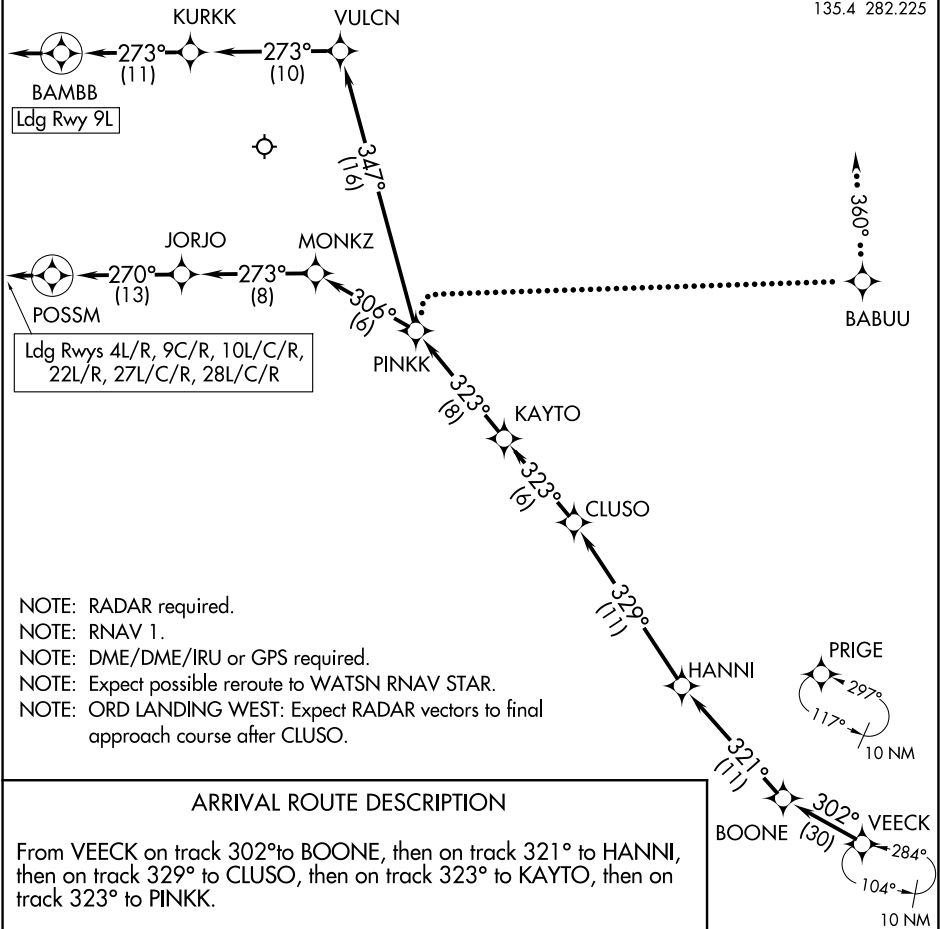 135.4 282.225
KURKK
VULCN
273°
(11)
273°
(10)
BAMBB
Ldg Rwy 9L
347°
(16)
360°
JORJO
MONKZ
270°
(13)
273°
(8)
306°
(6)
POSSM
BABUU
PINKK
Ldg Rwys 4L/R, 9C/R, 10L/C/R,
22L/R, 27L/C/R, 28L/C/R
323°
(8)
KAYTO
323°
(6)
CLUSO
329°
(11)
NOTE: RADAR required.
NOTE: RNAV 1.
NOTE: DME/DME/IRU or GPS required.
NOTE: Expect possible reroute to WATSN RNAV STAR.
NOTE: ORD LANDING WEST: Expect RADAR vectors to final
approach course after CLUSO.
HANNI
PRIGE
297°
117°
10 NM
321°
(11)
BOONE
302°
(30)
VEECK
284°
104°
10 NM
ARRIVAL ROUTE DESCRIPTION
From VEECK on track 302°to BOONE, then on track 321° to HANNI,
then on track 329° to CLUSO, then on track 323° to KAYTO, then on
track 323° to PINKK.